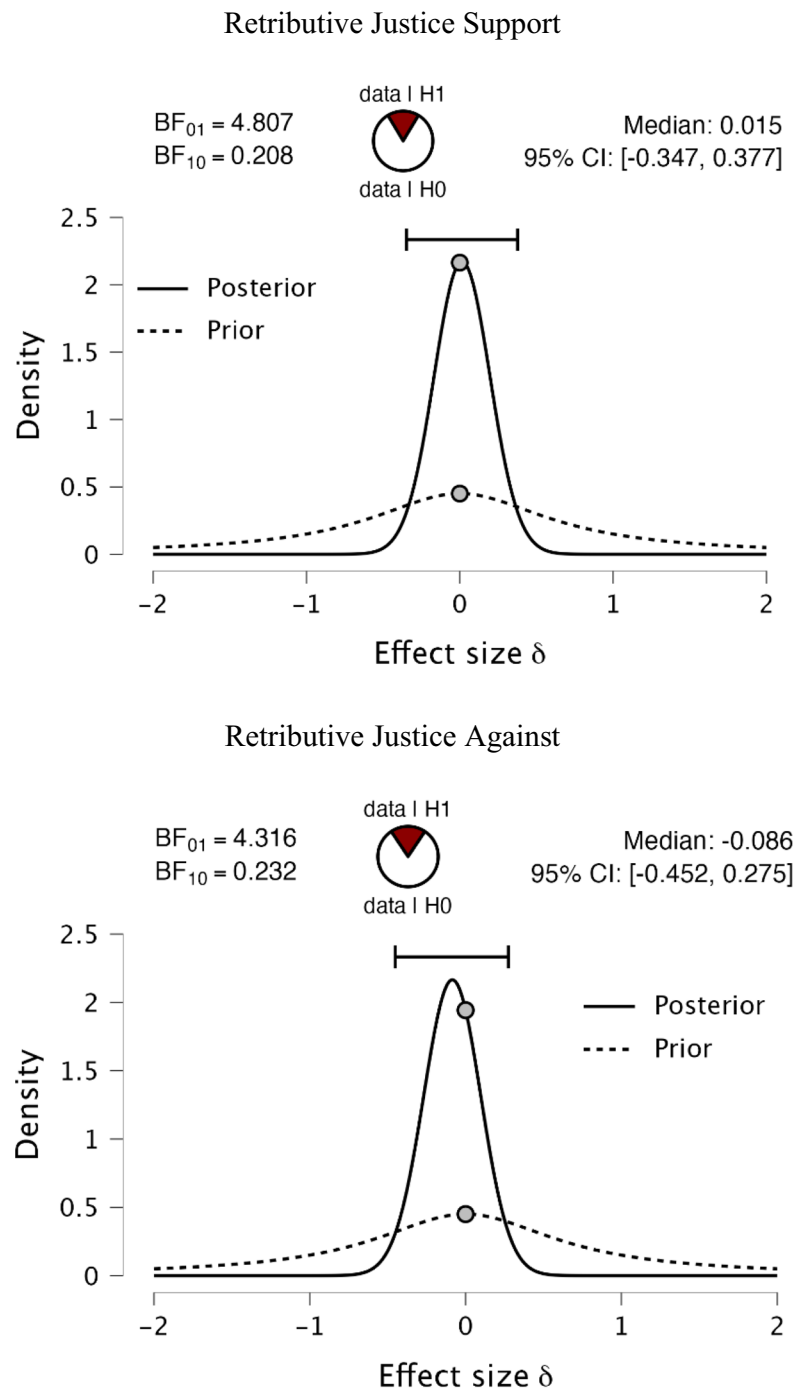 Retributive Justice Support
data | H1
BF01 = 4.807
BF10 = 0.208
Median: 0.015
95% CI: [-0.347, 0.377]
data | H0
2.5
2
1.5
1
0.5
0
Density
Posterior
Prior
−2
−1
0
1
2
Effect size δ
Retributive Justice Against
data | H1
BF01 = 4.316
BF10 = 0.232
Median: -0.086
95% CI: [-0.452, 0.275]
data | H0
2.5
2
1.5
1
0.5
0
Density
Posterior
Prior
−2
−1
0
1
2
Effect size δ